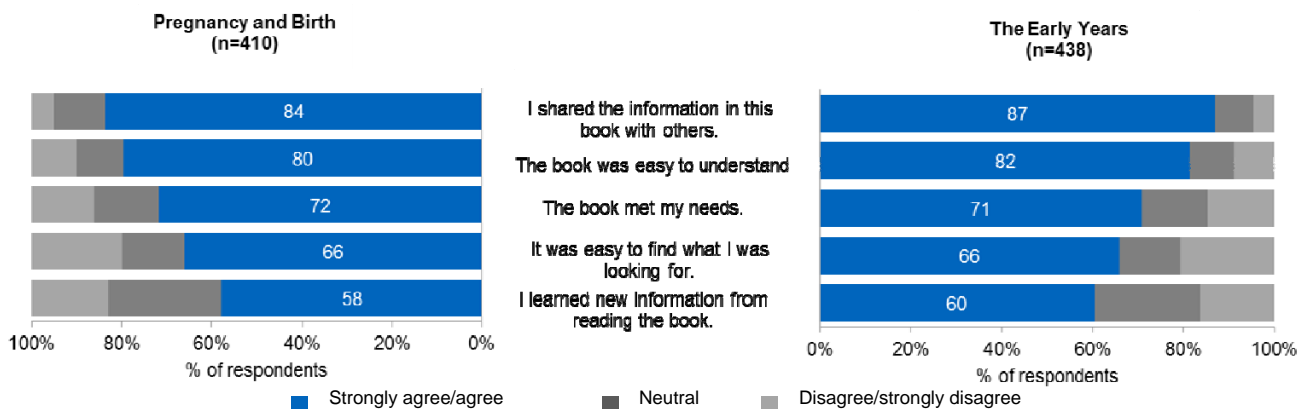 Pregnancy and Birth
(n=410)
The Early Years
(n=438)
84
I shared the information in this
book with others.
87
80
The book was easy to understand
82
72
The book met my needs.
71
66
It was easy to find what I was
looking for.
66
58
I learned new information from
reading the book.
60
100% 80% 60% 40% 20% 0%
0% 20% 40% 60% 80% 100%
% of respondents
% of respondents
Strongly agree/agree
Neutral
Disagree/strongly disagree